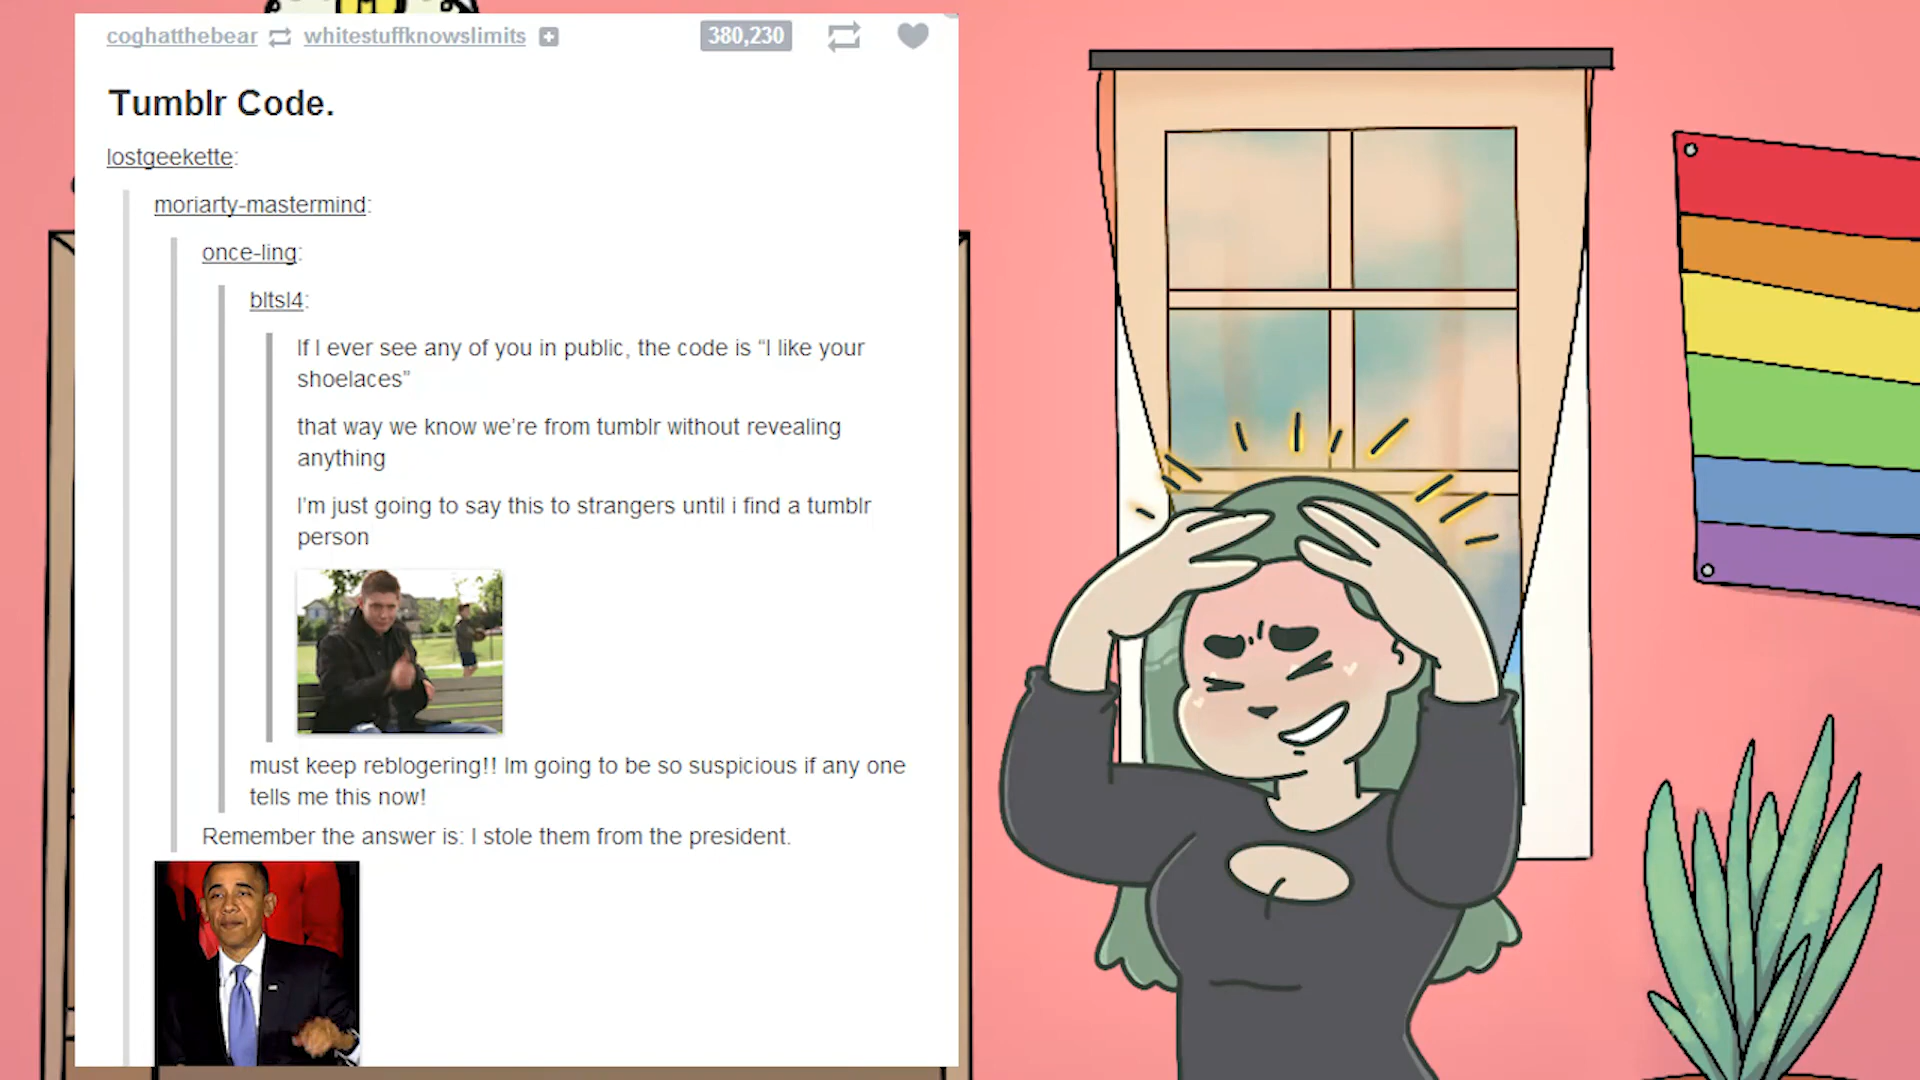 coghatthebear whitestuffknowslimits 380,230
Tumblr Code.
lostgeekette:
moriarty-mastermind:
once-ling:
bltsl4:
If I ever see any of you in public, the code is “I like your
shoelaces”
that way we know we’re from tumblr without revealing
anything
I’m just going to say this to strangers until i find a tumblr
person
must keep reblogering!! Im going to be so suspicious if any one
tells me this now!
Remember the answer is: I stole them from the president.